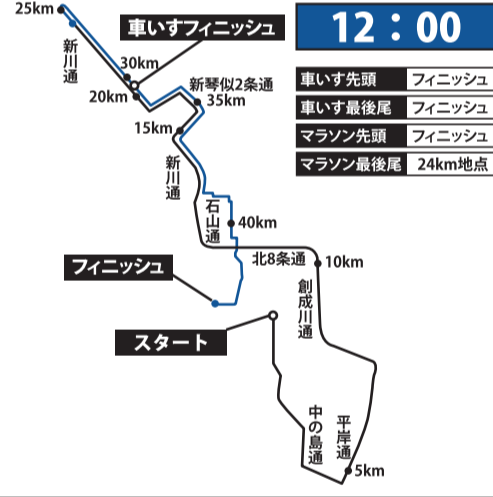 25km
車いすフィニッシュ
12：00
新川通
30km
20km
新琴似2条通
35km
15km
車いす先頭 フィニッシュ
車いす最後尾 フィニッシュ
マラソン先頭 フィニッシュ
マラソン最後尾 24km地点
新川通
石山通
40km
北8条通
10km
フィニッシュ
創成川通
スタート
中の島通
平岸通
5km